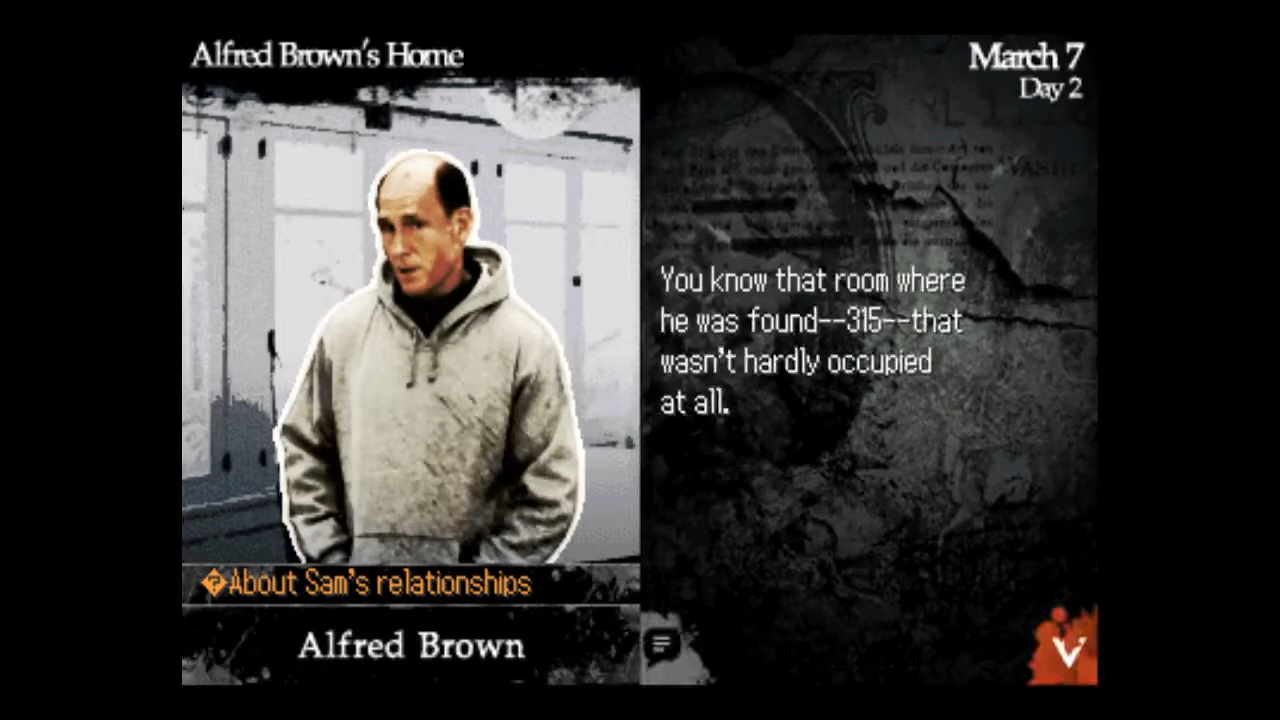 Alfred Brown's Home
March 7
Day 2
You know that room where
he was found--315--that
wasn't hardly occupied
at all.
?About Sam's relationships
Alfred Brown